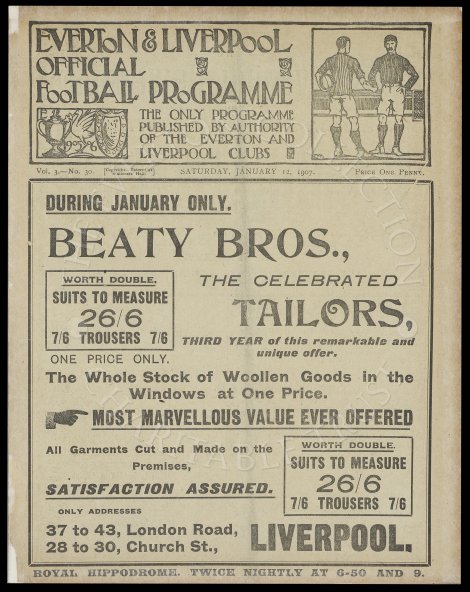 EVERTON & LIVERPOOL
OFFICIAL
FOOTBALL PROGRAMME
THE ONLY PROGRAMME
PUBLISHED BY AUTHORITY
OF THE EVERTON AND
LIVERPOOL CLUBS
1905 1906
Vol. 3.—No. 30.
SATURDAY, JANUARY 12, 1907.
PRICE ONE PENNY.
DURING JANUARY ONLY.
BEATY BROS.,
WORTH DOUBLE.
SUITS TO MEASURE
26/6
7/6 TROUSERS 7/6
ONE PRICE ONLY.
THE CELEBRATED
TAILORS,
THIRD YEAR of this remarkable and
unique offer.
The Whole Stock of Woollen Goods in the
Windows at One Price.
MOST MARVELLOUS VALUE EVER OFFERED
All Garments Cut and Made on the
Premises,
SATISFACTION ASSURED.
WORTH DOUBLE.
SUITS TO MEASURE
26/6
7/6 TROUSERS 7/6
ONLY ADDRESSES
37 to 43, London Road,
28 to 30, Church St.,
LIVERPOOL.
ROYAL HIPPODROME. TWICE NIGHTLY AT 6-50 AND 9.